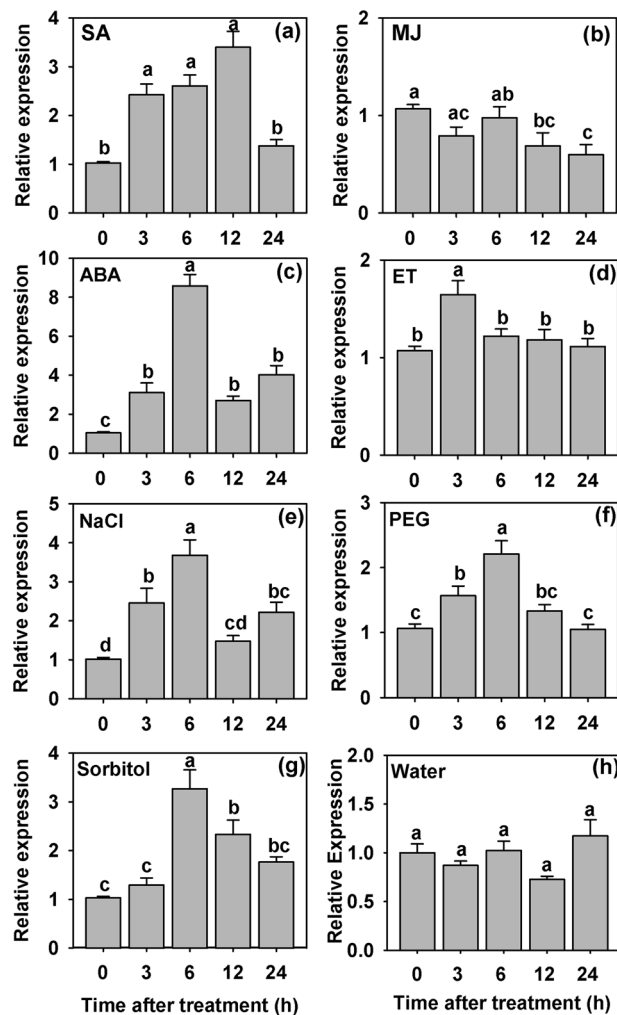 SA (a)
Relative expression
4
3
2
1
0
b a a a b
0 3 6 12 24
MJ (b)
Relative expression
2
1
0
a ac ab bc c
0 3 6 12 24
ABA (c)
Relative expression
10
8
6
4
2
0
c b a b b
0 3 6 12 24
ET (d)
Relative expression
2
1
0
b a b b b
0 3 6 12 24
NaCl (e)
Relative expression
5
4
3
2
1
0
d b a cd bc
0 3 6 12 24
PEG (f)
Relative expression
3
2
1
0
c b a bc c
0 3 6 12 24
Sorbitol (g)
Relative expression
4
3
2
1
0
c c a b bc
0 3 6 12 24
Time after treatment (h)
Water (h)
Relative Expression
2.0
1.5
1.0
0.5
0.0
a a a a a
0 3 6 12 24
Time after treatment (h)